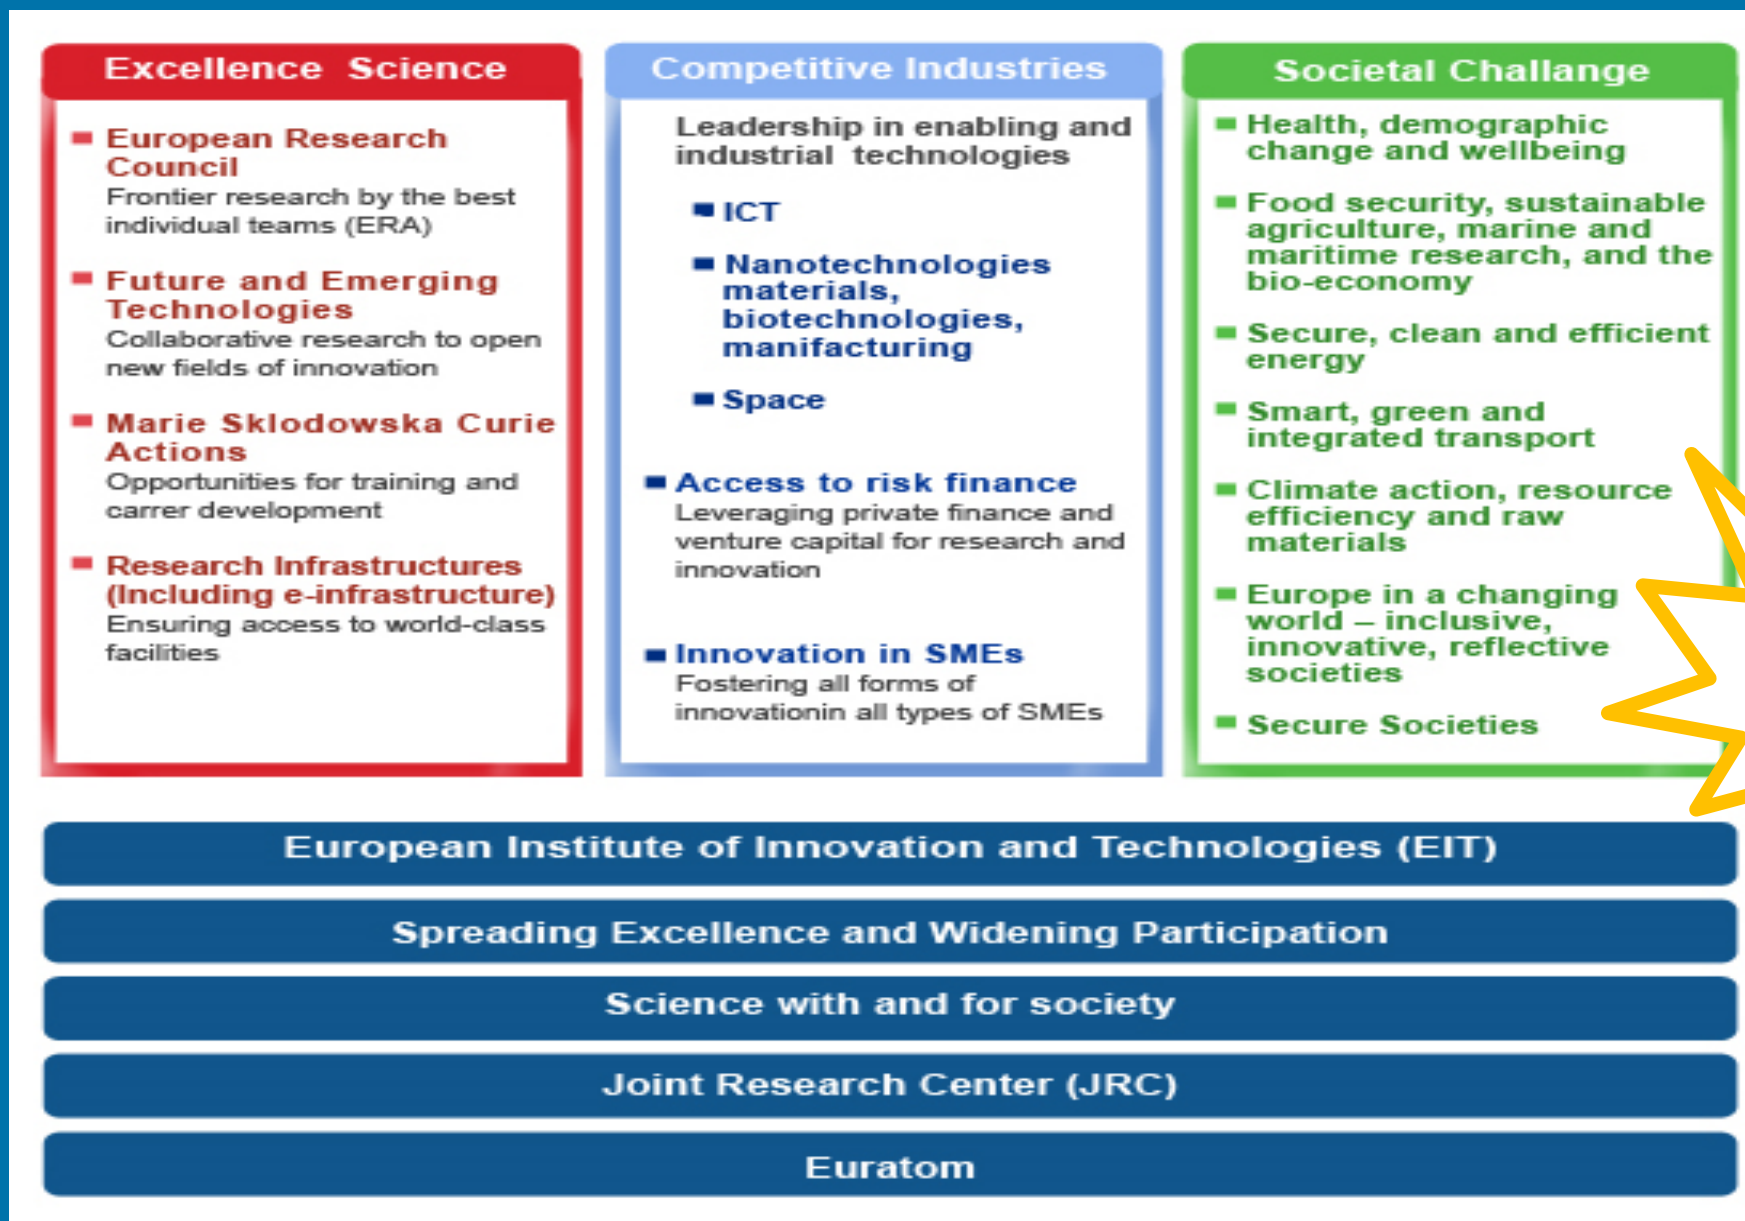 Excellence Science
European Research
Council
Frontier research by the best
individual teams (ERA)
Future and Emerging
Technologies
Collaborative research to open
new fields of innovation
Marie Sklodowska Curie
Actions
Opportunities for training and
carrer development
Research Infrastructures
(Including e-infrastructure)
Ensuring access to world-class
facilities
Competitive Industries
Leadership in enabling and
industrial technologies
ICT
Nanotechnologies
materials,
biotechnologies,
manifacturing
Space
Access to risk finance
Leveraging private finance and
venture capital for research and
innovation
Innovation in SMEs
Fostering all forms of
innovationin all types of SMEs
Societal Challange
Health, demographic
change and wellbeing
Food security, sustainable
agriculture, marine and
maritime research, and the
bio-economy
Secure, clean and efficient
energy
Smart, green and
integrated transport
Climate action, resource
efficiency and raw
materials
Europe in a changing
world – inclusive,
innovative, reflective
societies
Secure Societies
European Institute of Innovation and Technologies (EIT)
Spreading Excellence and Widening Participation
Science with and for society
Joint Research Center (JRC)
Euratom